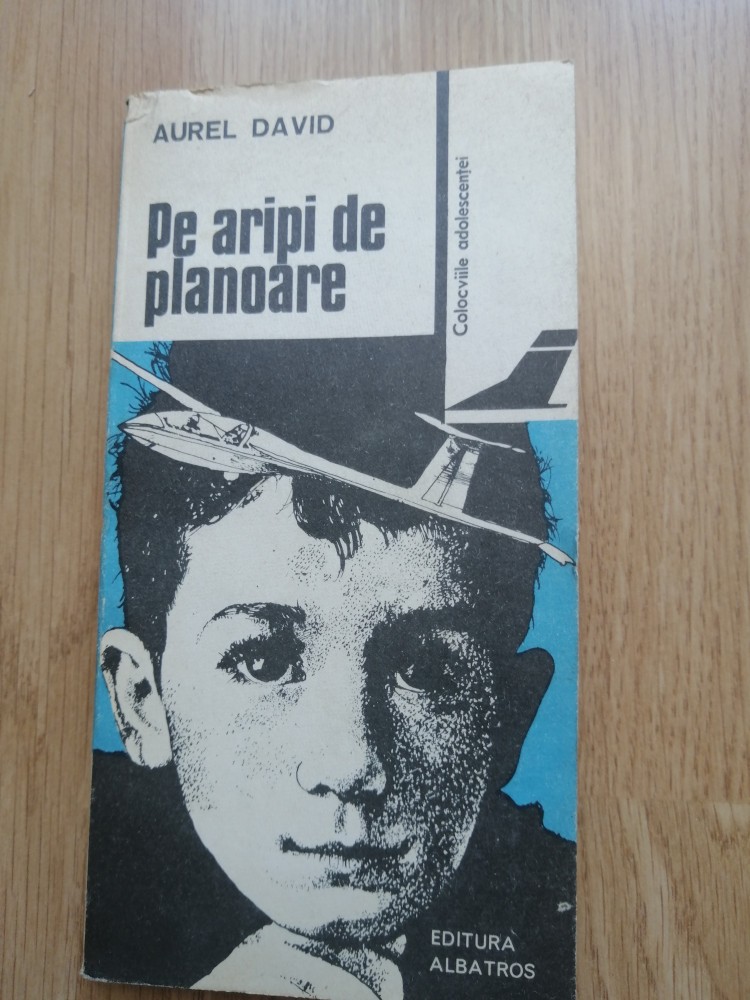 AUREL DAVID
Pe aripi de
planoare
Colocviile adolescenței
EDITURA
ALBATROS